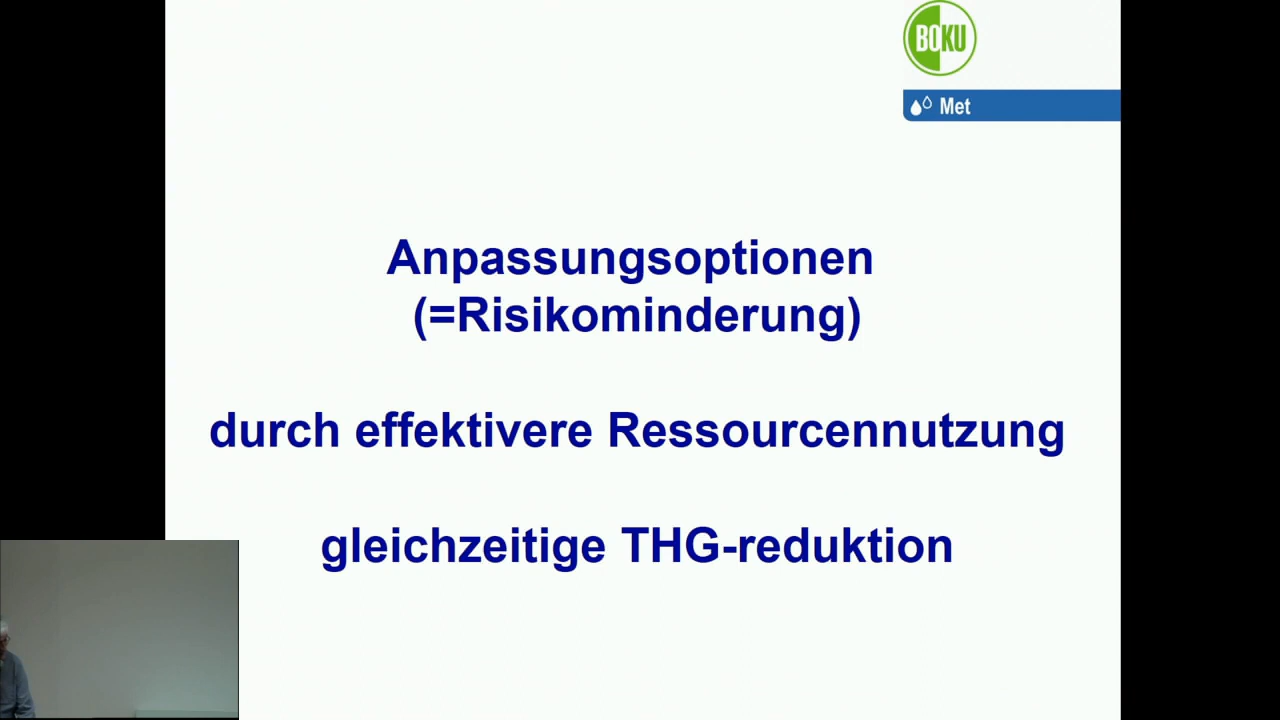 BOKU
Met
Anpassungsoptionen
(=Risikominderung)
durch effektivere Ressourcennutzung
gleichzeitige THG-reduktion